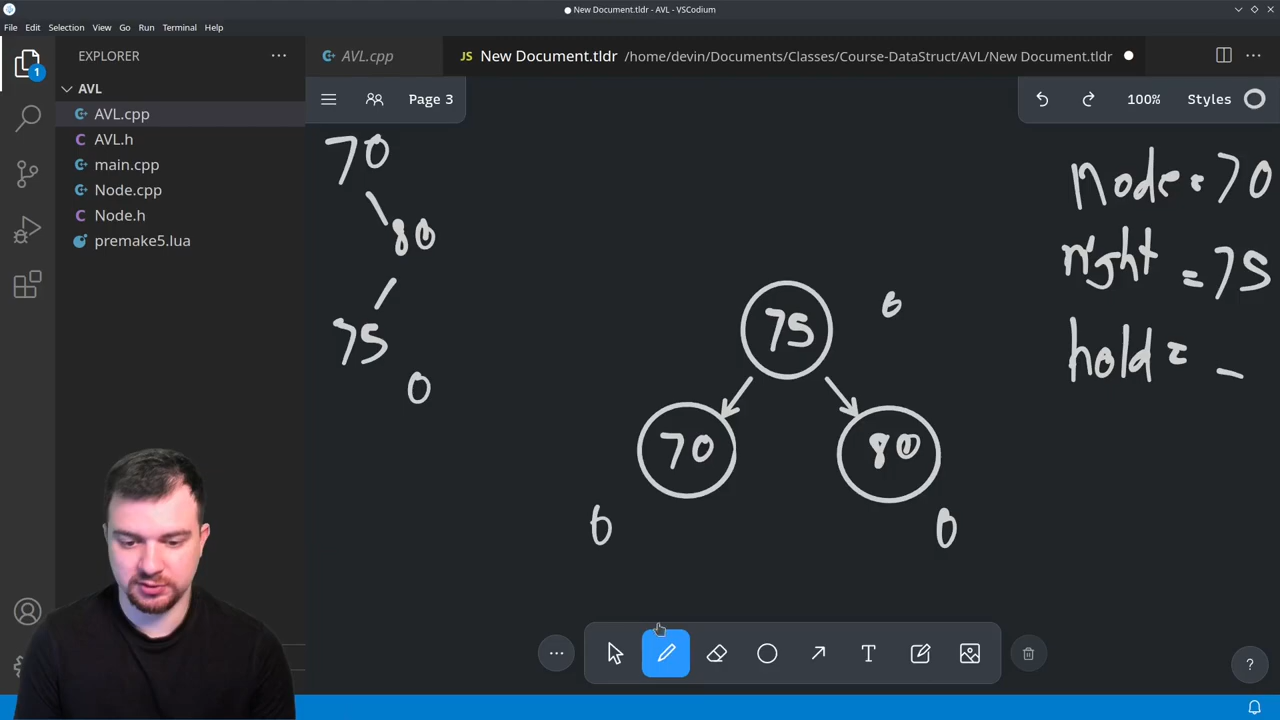 New Document.tldr - AVL - VSCodium
File Edit Selection View Go Run Terminal Help
1
EXPLORER
AVL
AVL.cpp
AVL.h
main.cpp
Node.cpp
Node.h
premake5.lua
AVL.cpp
JS New Document.tldr /home/devin/Documents/Classes/Course-DataStruct/AVL/New Document.tldr
Page 3
100%
Styles
70
80
75
0
75
0
70
80
0
0
node=70
right =75
hold= -
T
?